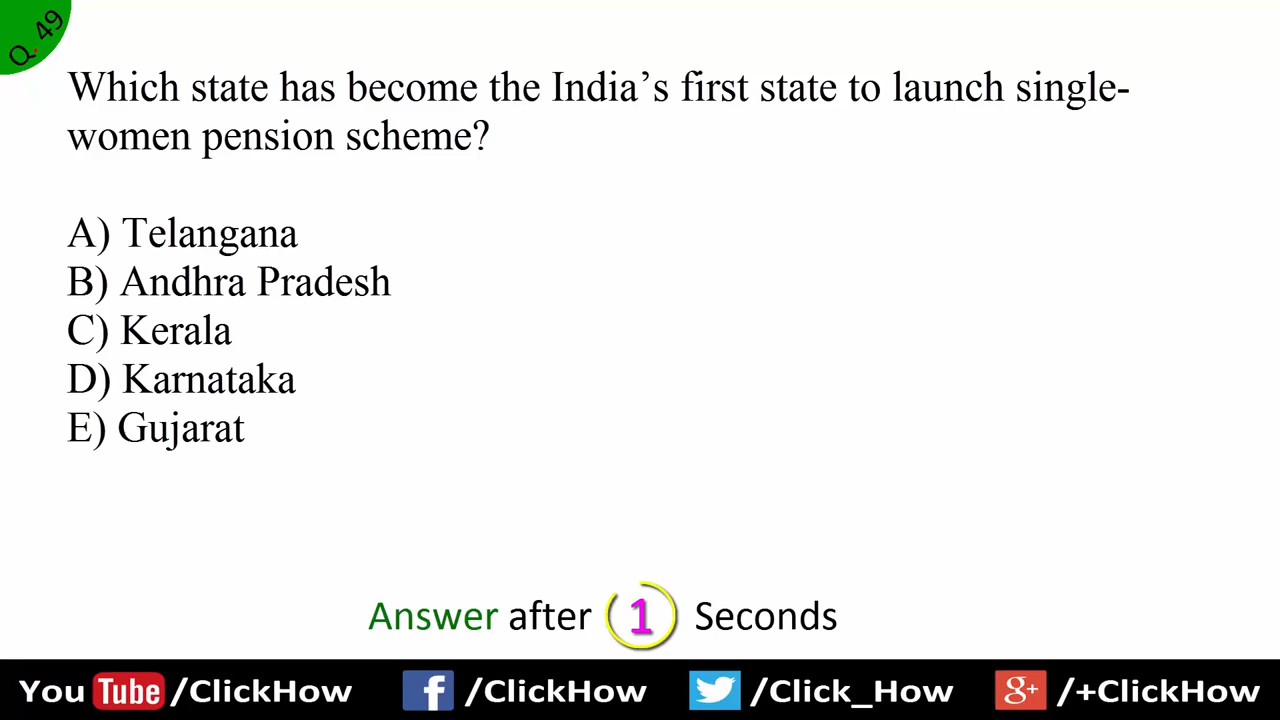 Q. 49
Which state has become the India’s first state to launch single-
women pension scheme?
A) Telangana
B) Andhra Pradesh
C) Kerala
D) Karnataka
E) Gujarat
Answer after 1 Seconds
You Tube /ClickHow f /ClickHow /Click_How g+ /+ClickHow